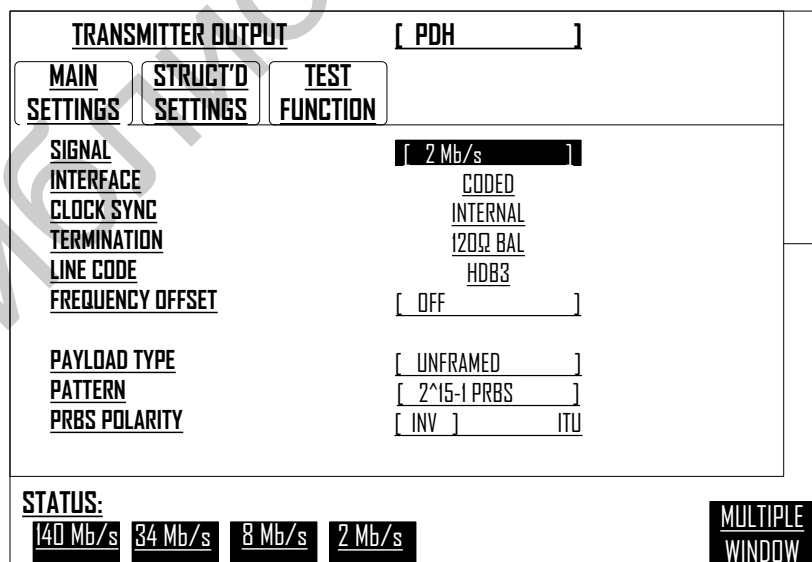 TRANSMITTER OUTPUT [ PDH ]
MAIN SETTINGS
STRUCT'D SETTINGS
TEST FUNCTION
SIGNAL [ 2 Mb/s ]
INTERFACE CODED
CLOCK SYNC INTERNAL
TERMINATION 120Ω BAL
LINE CODE HDB3
FREQUENCY OFFSET [ OFF ]
PAYLOAD TYPE [ UNFRAMED ]
PATTERN [ 2^15-1 PRBS ]
PRBS POLARITY [ INV ] ITU
STATUS:
140 Mb/s 34 Mb/s 8 Mb/s 2 Mb/s
MULTIPLE
WINDOW